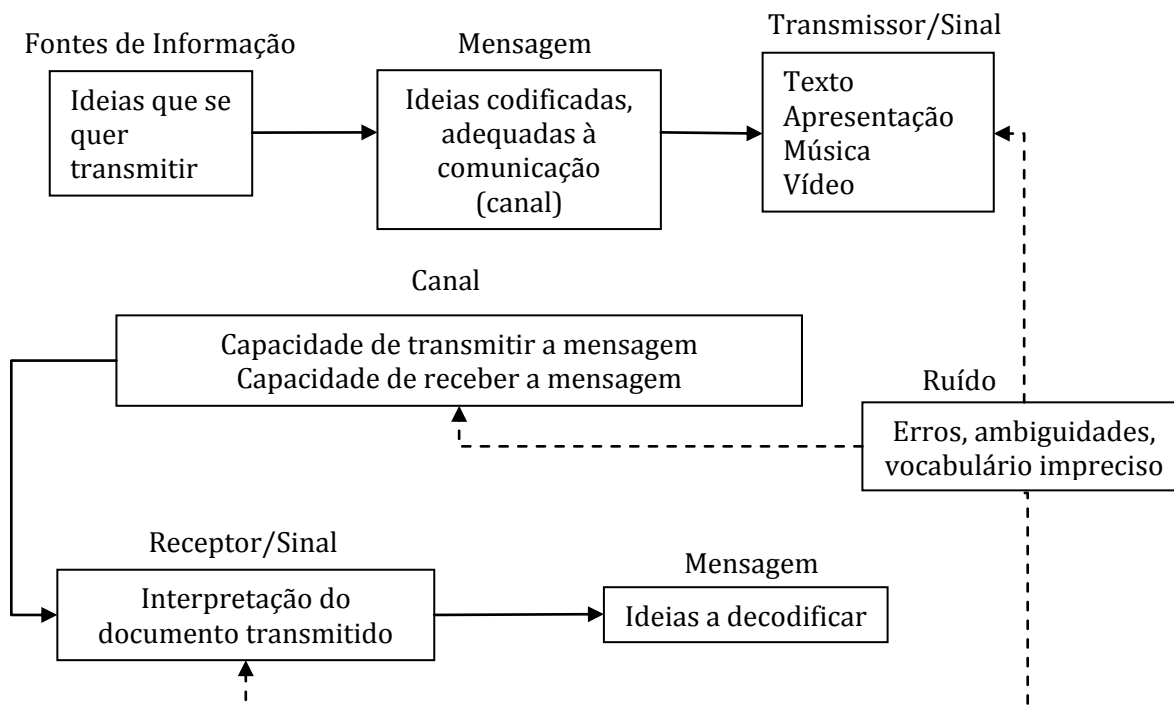 Fontes de Informação
Ideias que se
quer
transmitir
Mensagem
Ideias codificadas,
adequadas à
comunicação
(canal)
Transmissor/Sinal
Texto
Apresentação
Música
Vídeo
Canal
Capacidade de transmitir a mensagem
Capacidade de receber a mensagem
Ruído
Erros, ambiguidades,
vocabulário impreciso
Receptor/Sinal
Interpretação do
documento transmitido
Mensagem
Ideias a decodificar